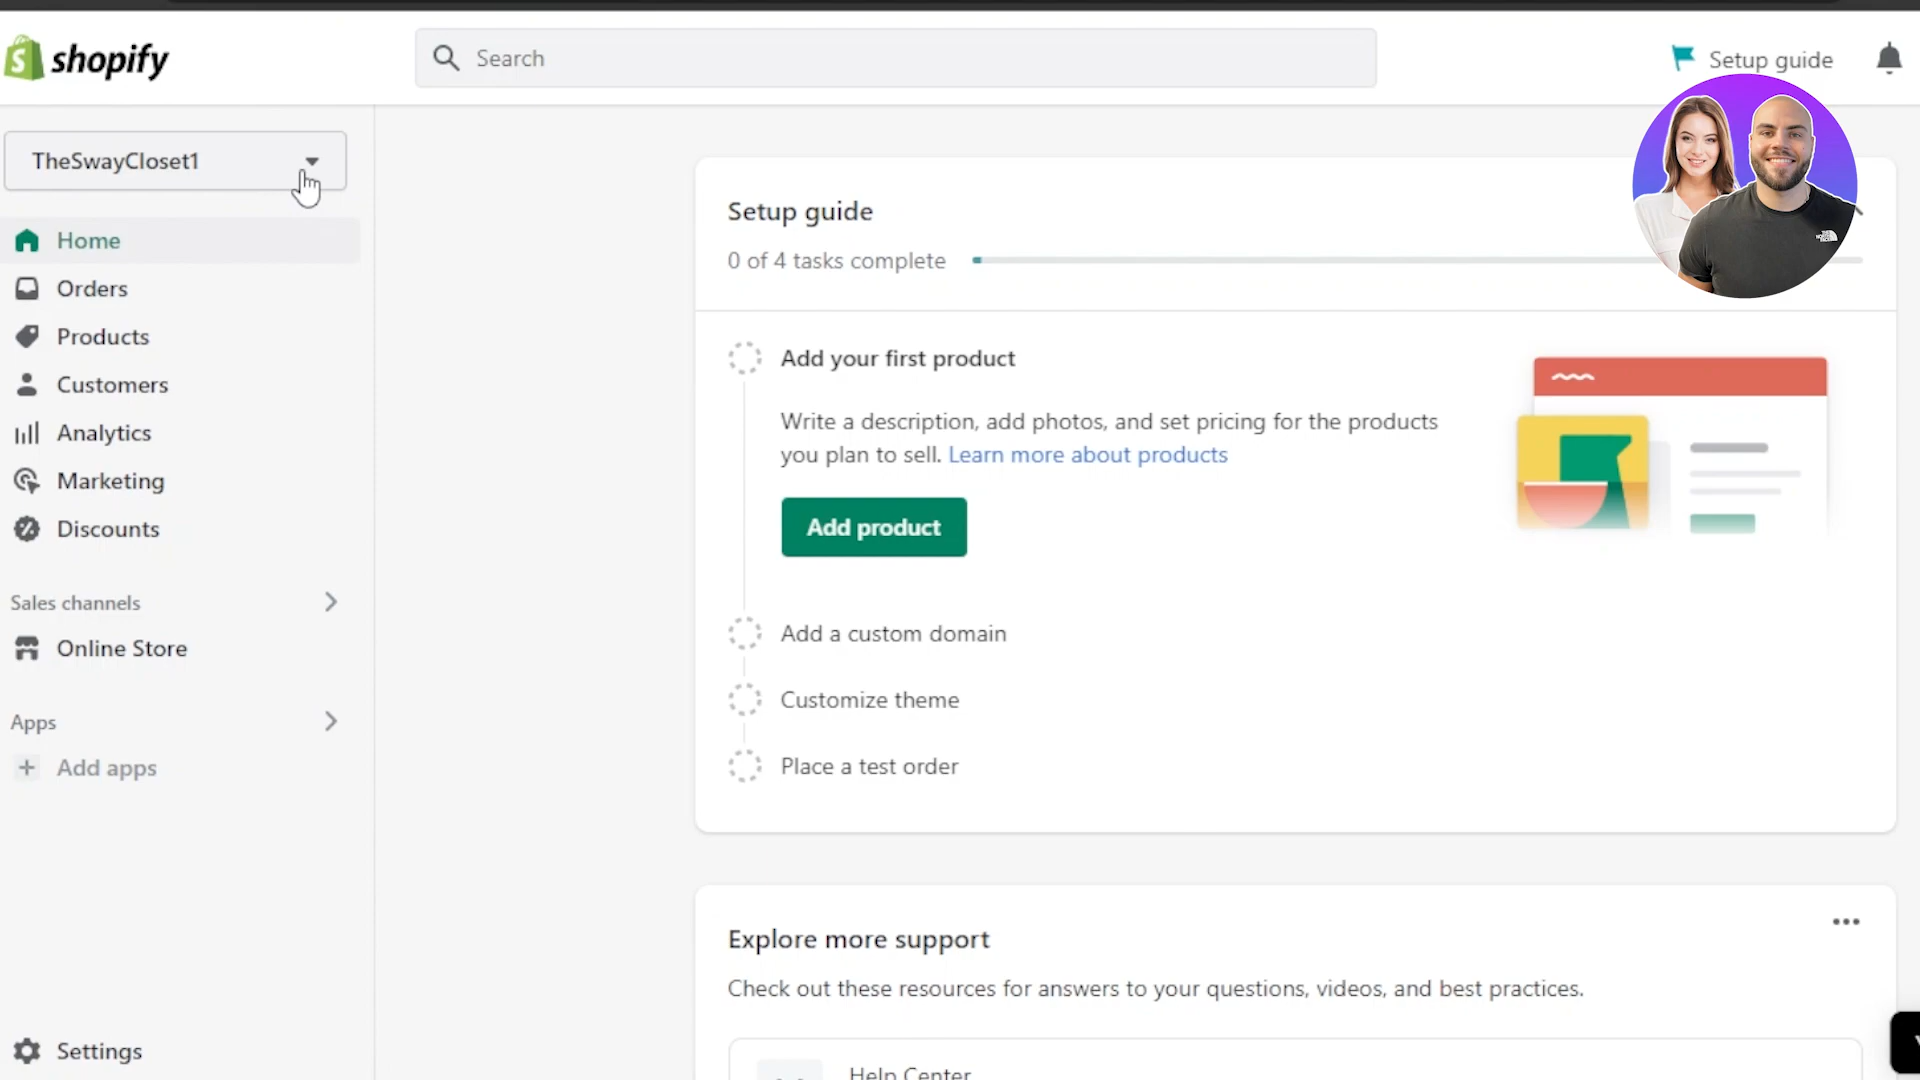 shopify
Search
Setup guide
TheSwayCloset1
Home
Orders
Products
Customers
Analytics
Marketing
Discounts
Sales channels
Online Store
Apps
Add apps
Settings
Setup guide
0 of 4 tasks complete
Add your first product
Write a description, add photos, and set pricing for the products
you plan to sell. Learn more about products
Add product
Add a custom domain
Customize theme
Place a test order
Explore more support
Check out these resources for answers to your questions, videos, and best practices.
Help Center